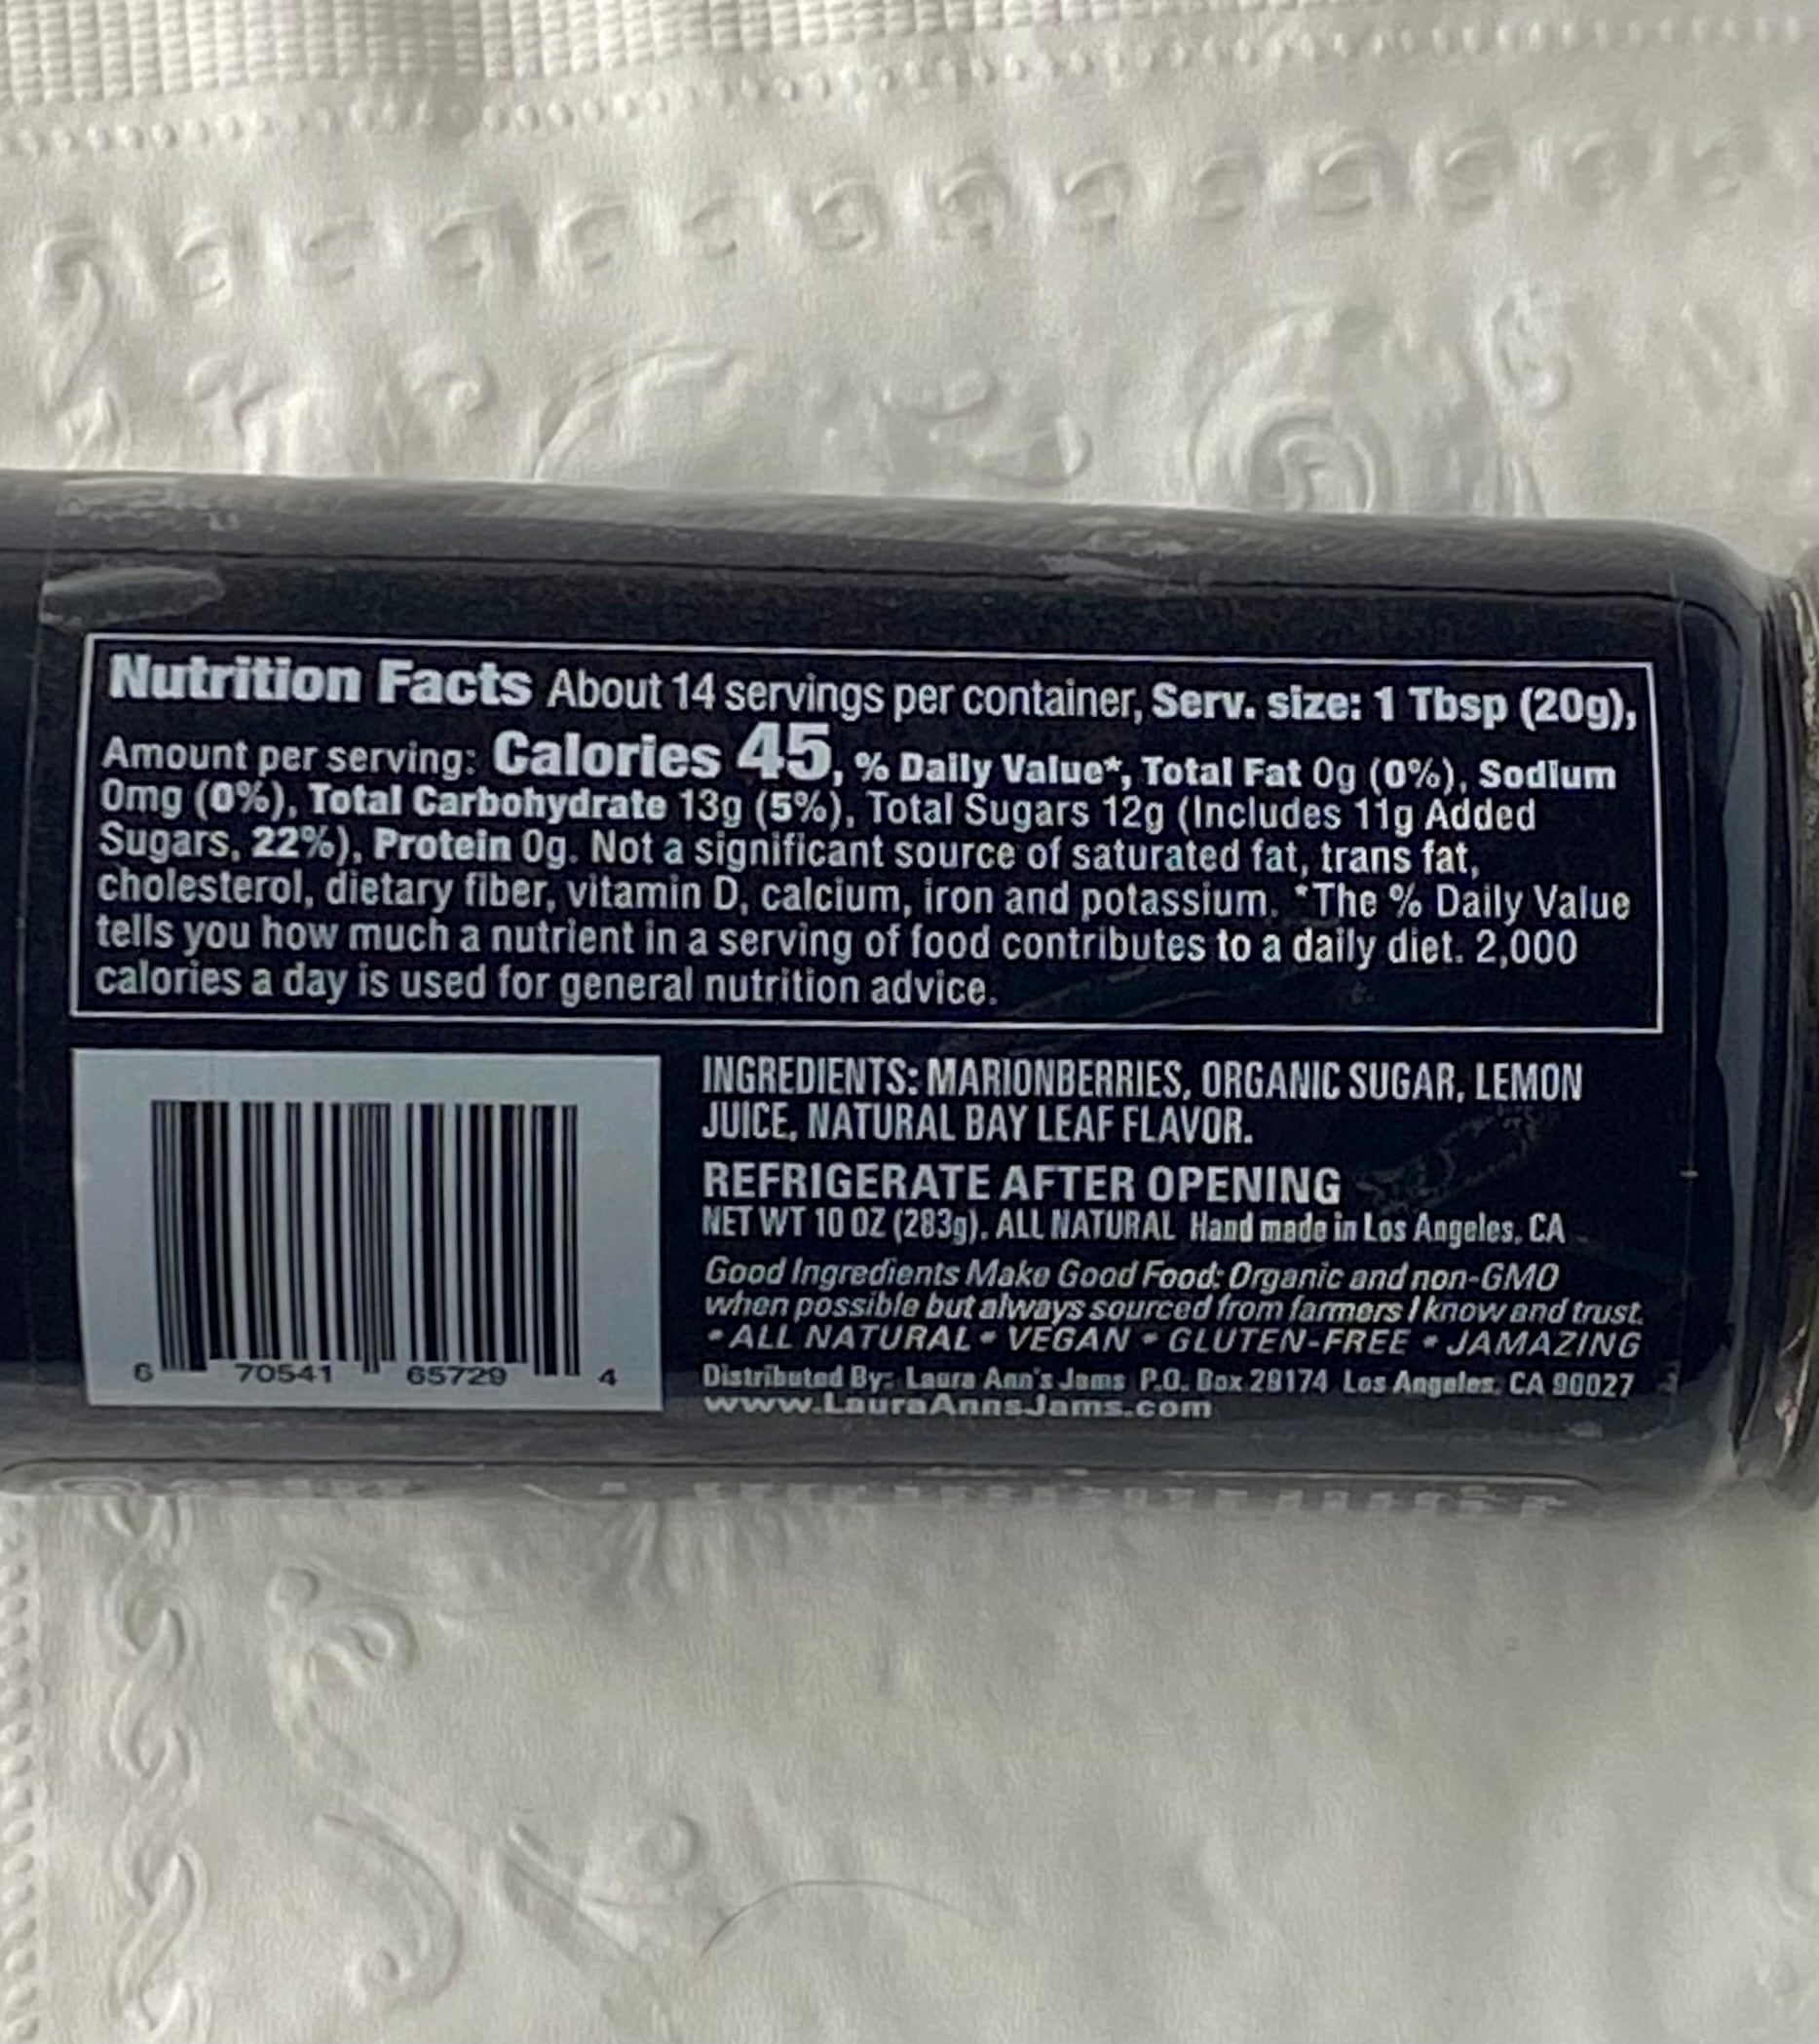 Nutrition Facts About 14 servings per container, Serv. size: 1 Tbsp (20g),
Amount per serving: Calories 45, % Daily Value*, Total Fat 0g (0%), Sodium
0mg (0%), Total Carbohydrate 13g (5%), Total Sugars 12g (Includes 11g Added
Sugars, 22%), Protein 0g. Not a significant source of saturated fat, trans fat,
cholesterol, dietary fiber, vitamin D, calcium, iron and potassium. *The % Daily Value
tells you how much a nutrient in a serving of food contributes to a daily diet. 2,000
calories a day is used for general nutrition advice.
INGREDIENTS: MARIONBERRIES, ORGANIC SUGAR, LEMON
JUICE, NATURAL BAY LEAF FLAVOR.
REFRIGERATE AFTER OPENING
NET WT 10 OZ (283g). ALL NATURAL Hand made in Los Angeles, CA
Good Ingredients Make Good Food: Organic and non-GMO
when possible but always sourced from farmers I know and trust.
• ALL NATURAL • VEGAN • GLUTEN-FREE • JAMAZING
Distributed By: Laura Ann's Jams P.O. Box 29174 Los Angeles, CA 90027
www.LauraAnnsJams.com
6 70541 65729 4